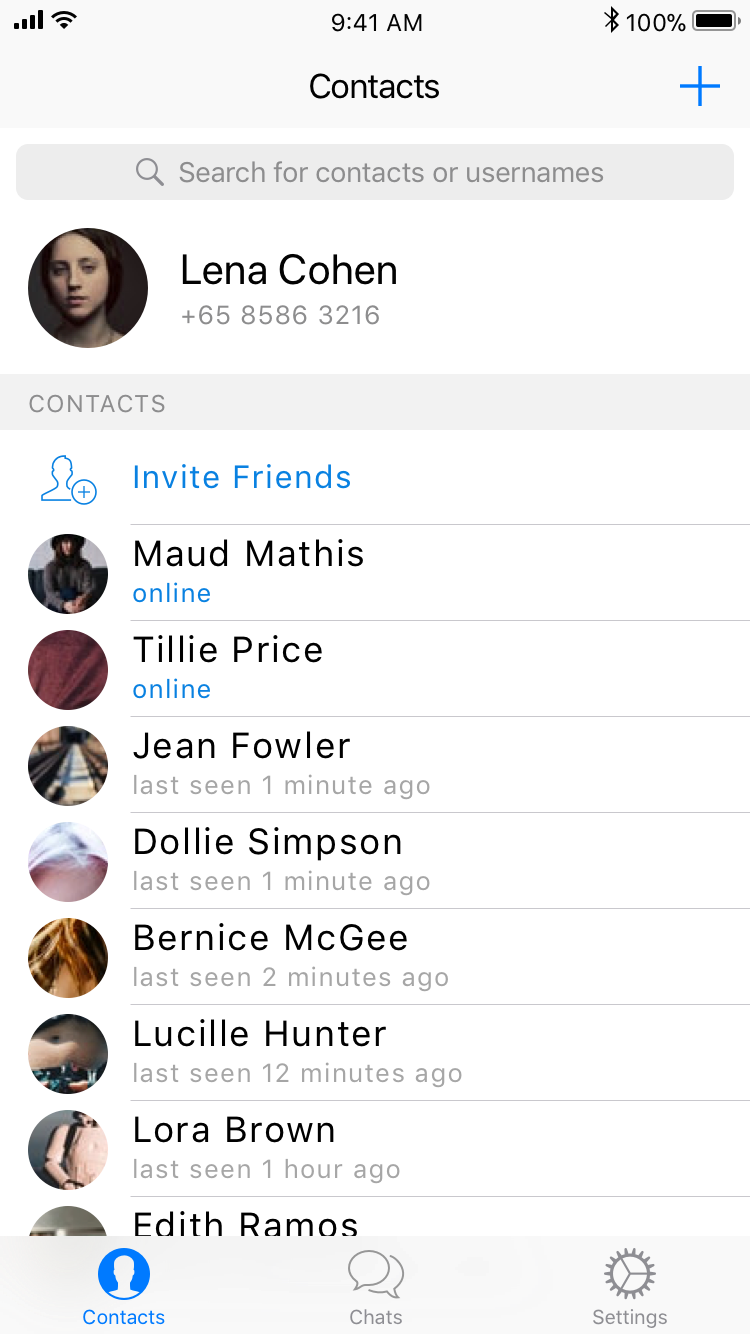 9:41 AM 100%
Contacts
Search for contacts or usernames
Lena Cohen
+65 8586 3216
CONTACTS
Invite Friends
Maud Mathis
online
Tillie Price
online
Jean Fowler
last seen 1 minute ago
Dollie Simpson
last seen 1 minute ago
Bernice McGee
last seen 2 minutes ago
Lucille Hunter
last seen 12 minutes ago
Lora Brown
last seen 1 hour ago
Edith Ramos
Contacts Chats Settings